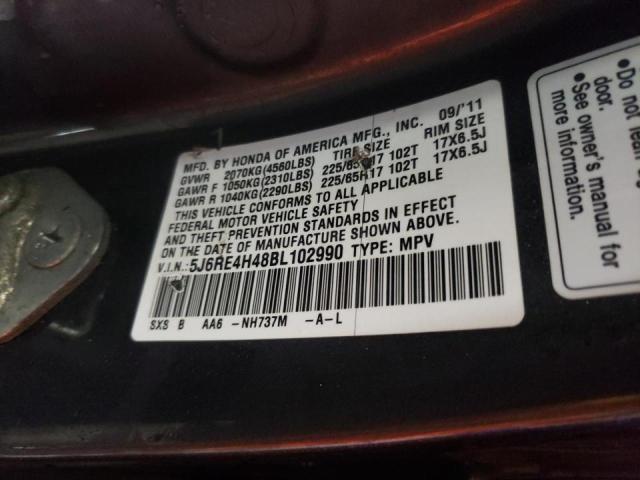 MFD. BY HONDA OF AMERICA MFG., INC. 09/'11
GVWR 2070KG(4560LBS) TIRE SIZE RIM SIZE
GAWR F 1050KG(2310LBS) 225/65R17 102T 17X6.5J
GAWR R 1040KG(2290LBS) 225/65R17 102T 17X6.5J
THIS VEHICLE CONFORMS TO ALL APPLICABLE
FEDERAL MOTOR VEHICLE SAFETY
AND THEFT PREVENTION STANDARDS IN EFFECT
ON THE DATE OF MANUFACTURE SHOWN ABOVE.
V.I.N.: 5J6RE4H48BL102990 TYPE: MPV
SXS B AA6 -NH737M -A-L
•Do not
door.
•See owner's manual for
more information.